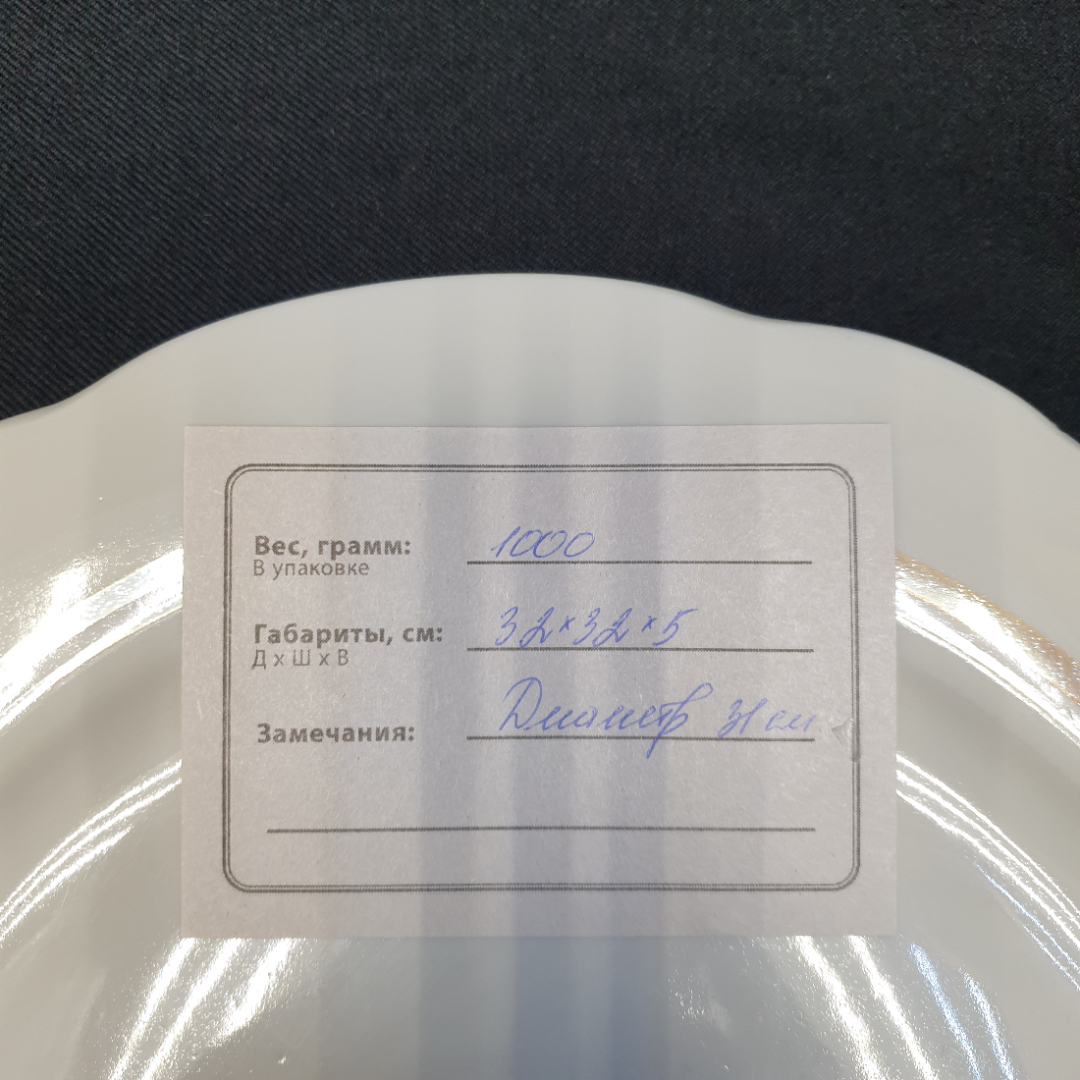 Вес, грамм: 1000
В упаковке
Габариты, см: 32×32×5
Д х Ш х В
Замечания: Диаметр 31 см